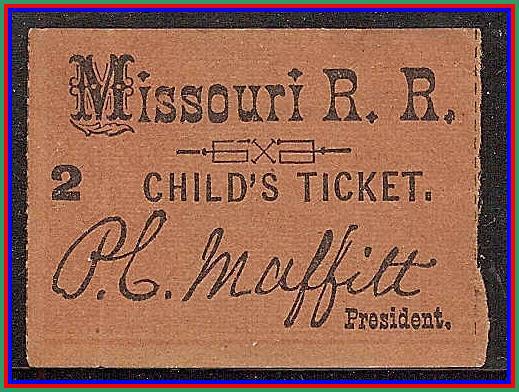 Missouri R. R.
2 CHILD'S TICKET.
P. C. Maffitt
President.